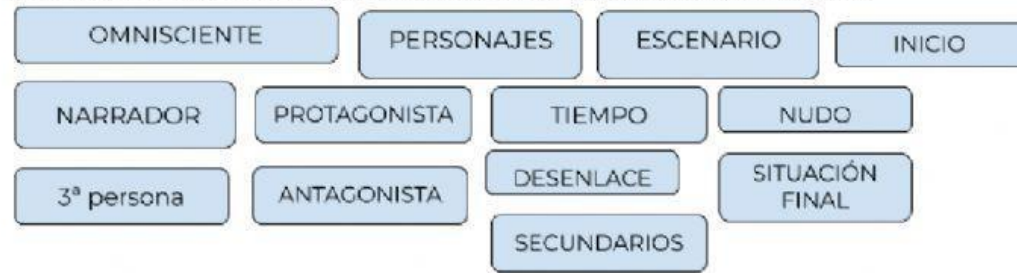 OMNISCIENTE
PERSONAJES
ESCENARIO
INICIO
NARRADOR
PROTAGONISTA
TIEMPO
NUDO
3ª persona
ANTAGONISTA
DESENLACE
SITUACIÓN
FINAL
SECUNDARIOS